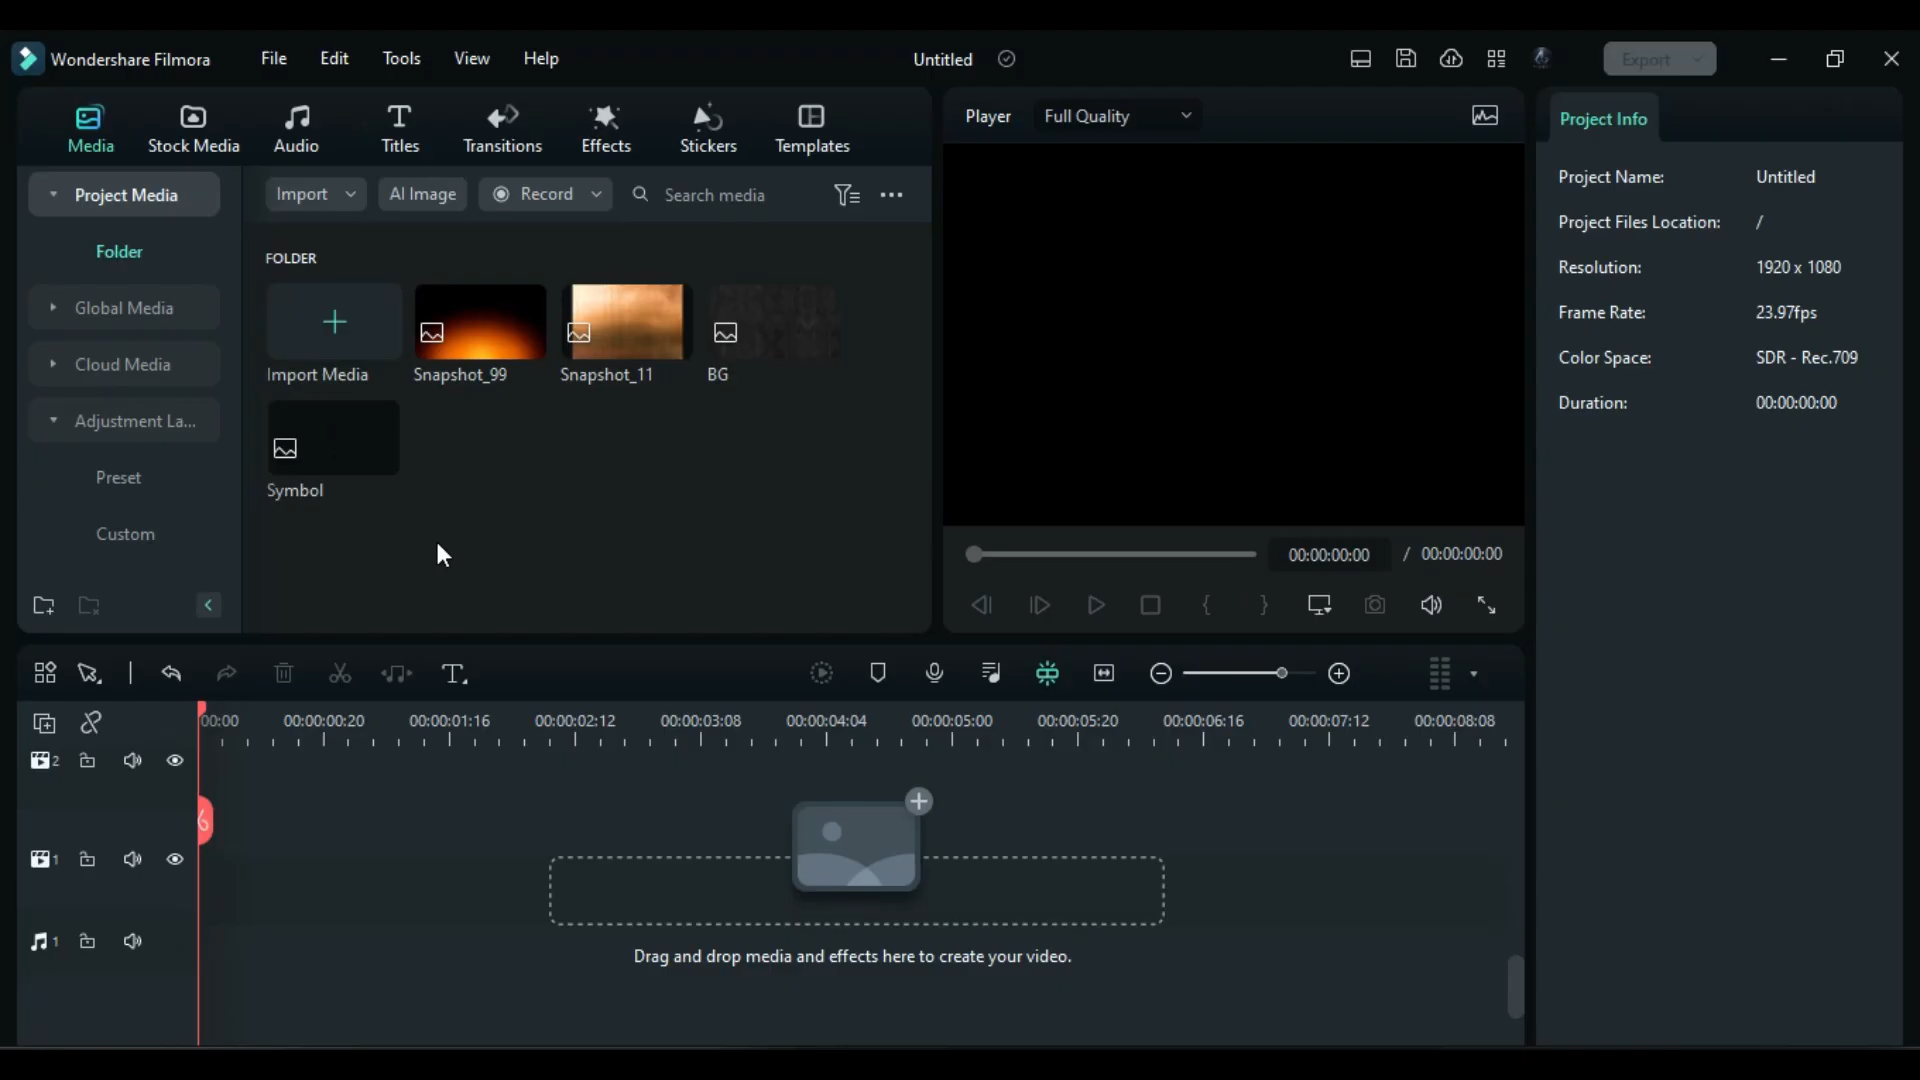 Wondershare Filmora File Edit Tools View Help Untitled Export
Media Stock Media Audio Titles Transitions Effects Stickers Templates
Player Full Quality
Project Info
Project Media
Folder
Global Media
Cloud Media
Adjustment La...
Preset
Custom
Import AI Image Record Search media
FOLDER
Import Media Snapshot_99 Snapshot_11 BG
Symbol
00:00:00:00 / 00:00:00:00
Project Name: Untitled
Project Files Location: /
Resolution: 1920 x 1080
Frame Rate: 23.97fps
Color Space: SDR - Rec.709
Duration: 00:00:00:00
00:00 00:00:00:20 00:00:01:16 00:00:02:12 00:00:03:08 00:00:04:04 00:00:05:00 00:00:05:20 00:00:06:16 00:00:07:12 00:00:08:08
2
1
1
Drag and drop media and effects here to create your video.